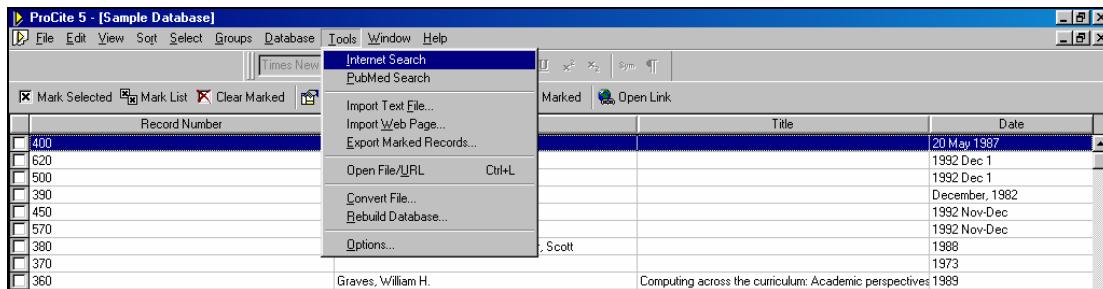 ProCite 5 - [Sample Database]
File Edit View Sort Select Groups Database Tools Window Help
Times New U x² x₂ Sym ¶
Mark Selected Mark List Clear Marked Marked Open Link
Internet Search
PubMed Search
Import Text File...
Import Web Page...
Export Marked Records...
Open File/URL Ctrl+L
Convert File...
Rebuild Database...
Options...
Record Number Title Date
400 20 May 1987
620 1992 Dec 1
500 1992 Dec 1
390 December, 1982
450 1992 Nov-Dec
570 1992 Nov-Dec
380 , Scott 1988
370 1973
360 Graves, William H. Computing across the curriculum: Academic perspectives 1989